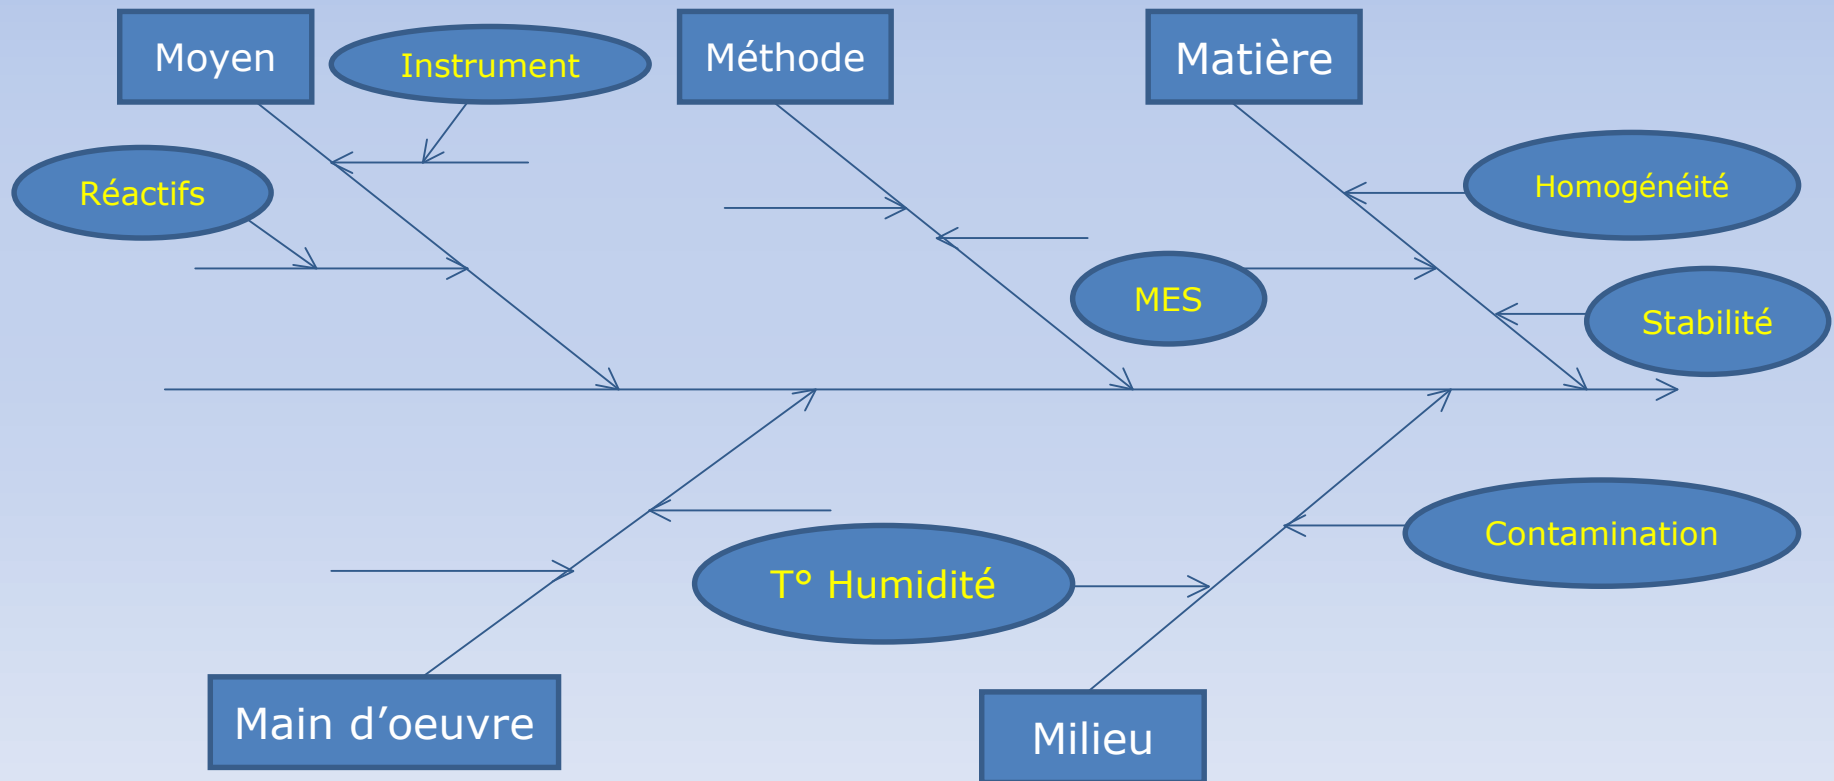 Moyen
Instrument
Méthode
Matière
Réactifs
Homogénéité
MES
Stabilité
Contamination
T° Humidité
Main d’oeuvre
Milieu